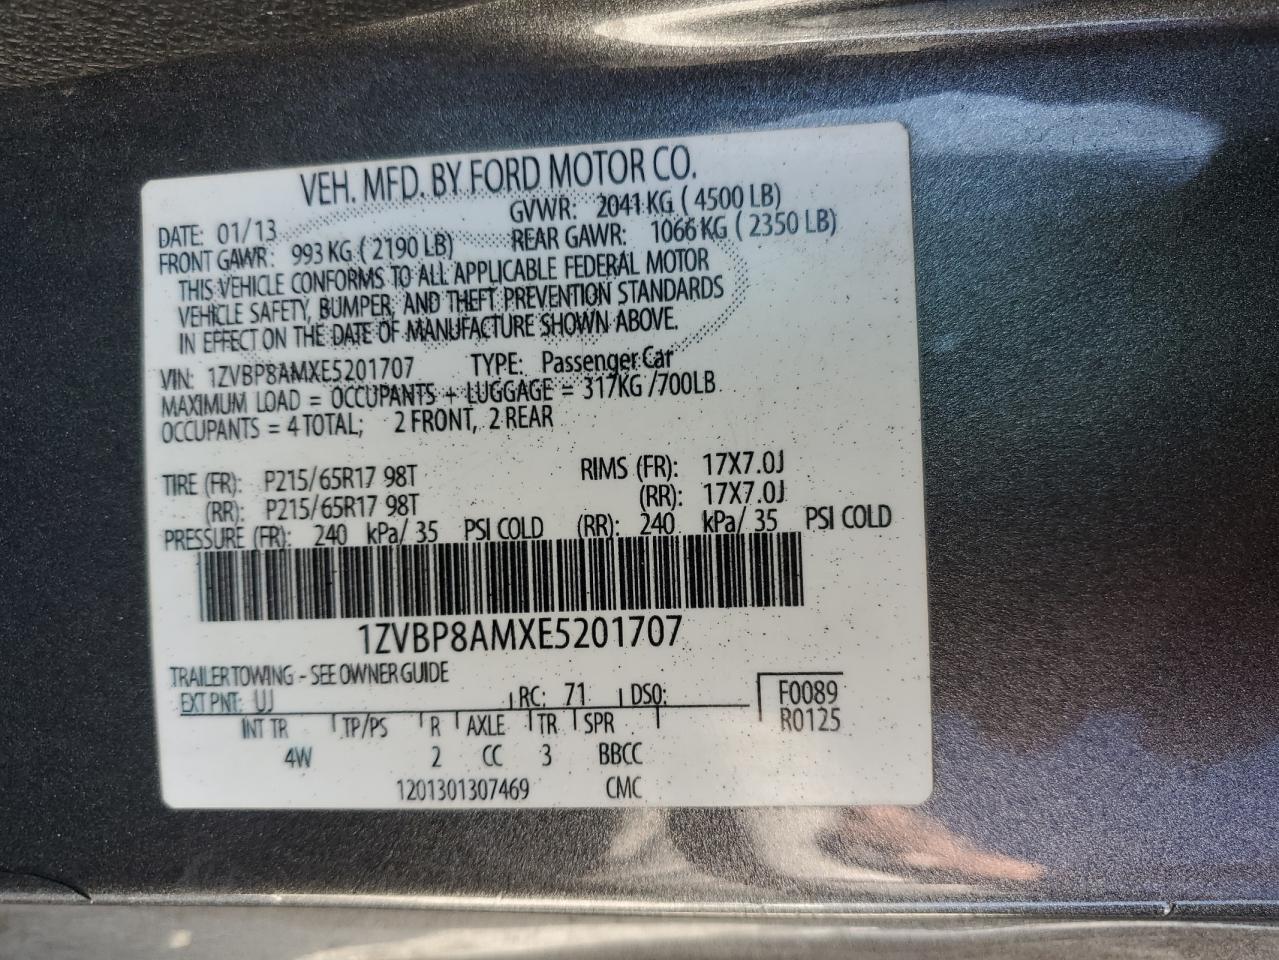 VEH. MFD. BY FORD MOTOR CO.
DATE: 01/13 GVWR: 2041 KG ( 4500 LB)
FRONT GAWR: 993 KG ( 2190 LB) REAR GAWR: 1066 KG ( 2350 LB)
THIS VEHICLE CONFORMS TO ALL APPLICABLE FEDERAL MOTOR
VEHICLE SAFETY, BUMPER, AND THEFT PREVENTION STANDARDS
IN EFFECT ON THE DATE OF MANUFACTURE SHOWN ABOVE.
VIN: 1ZVBP8AMXE5201707 TYPE: Passenger Car
MAXIMUM LOAD = OCCUPANTS + LUGGAGE = 317KG /700LB
OCCUPANTS = 4 TOTAL; 2 FRONT, 2 REAR
TIRE (FR): P215/65R17 98T RIMS (FR): 17X7.0J
(RR): P215/65R17 98T (RR): 17X7.0J
PRESSURE (FR): 240 kPa/ 35 PSI COLD (RR): 240 kPa/ 35 PSI COLD
1ZVBP8AMXE5201707
TRAILER TOWING - SEE OWNER GUIDE
EXT PNT: UJ RC: 71 DSO: F0089
INT TR TP/PS R AXLE TR SPR R0125
4W 2 CC 3 BBCC
1201301307469 CMC